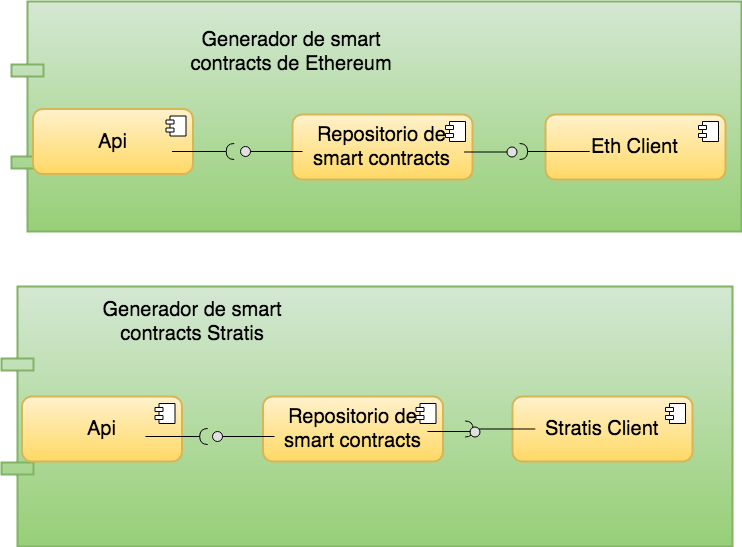 Generador de smart
contracts de Ethereum
Api
Repositorio de
smart contracts
Eth Client
Generador de smart
contracts Stratis
Api
Repositorio de
smart contracts
Stratis Client